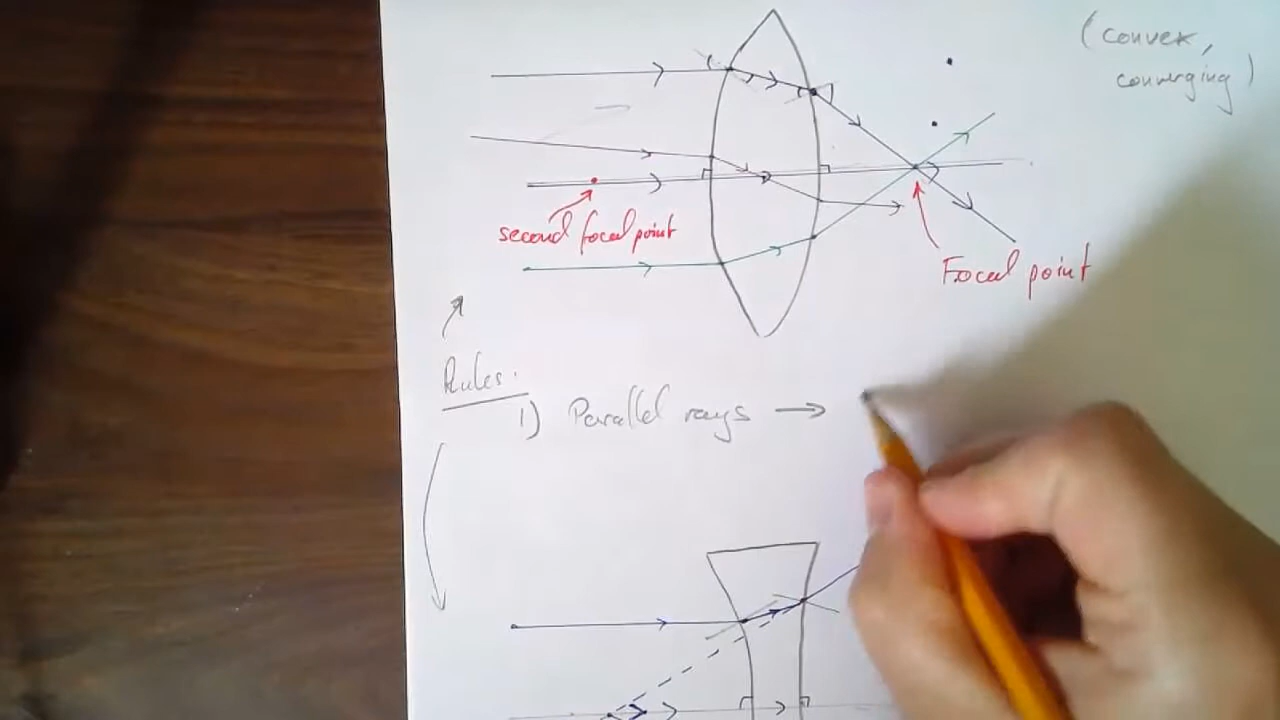 (convex,
converging)
second focal point
Focal point
Rules.
1) Parallel rays →